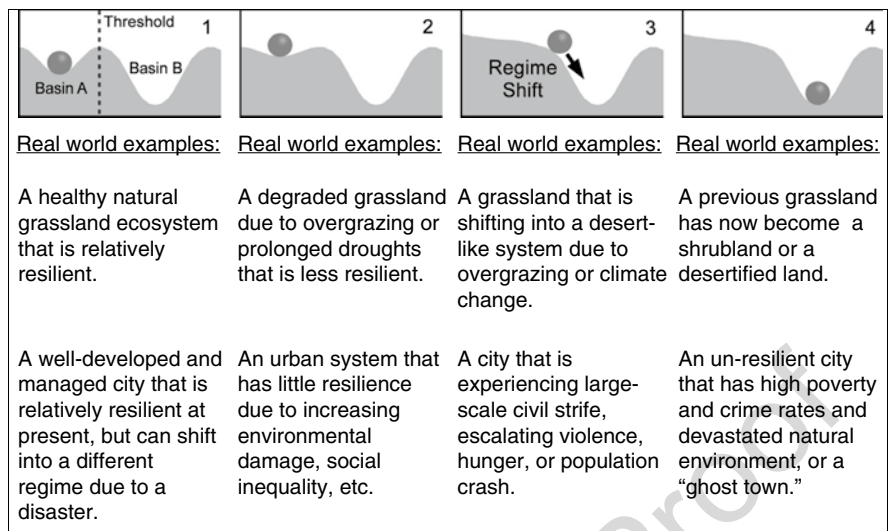 Threshold
1
Basin A
Basin B
2
3
Regime
Shift
4
Real world examples:
A healthy natural
grassland ecosystem
that is relatively
resilient.
A well-developed and
managed city that is
relatively resilient at
present, but can shift
into a different
regime due to a
disaster.
Real world examples:
A degraded grassland
due to overgrazing or
prolonged droughts
that is less resilient.
An urban system that
has little resilience
due to increasing
environmental
damage, social
inequality, etc.
Real world examples:
A grassland that is
shifting into a desert-
like system due to
overgrazing or climate
change.
A city that is
experiencing large-
scale civil strife,
escalating violence,
hunger, or population
crash.
Real world examples:
A previous grassland
has now become a
shrubland or a
desertified land.
An un-resilient city
that has high poverty
and crime rates and
devastated natural
environment, or a
“ghost town.”
Proof